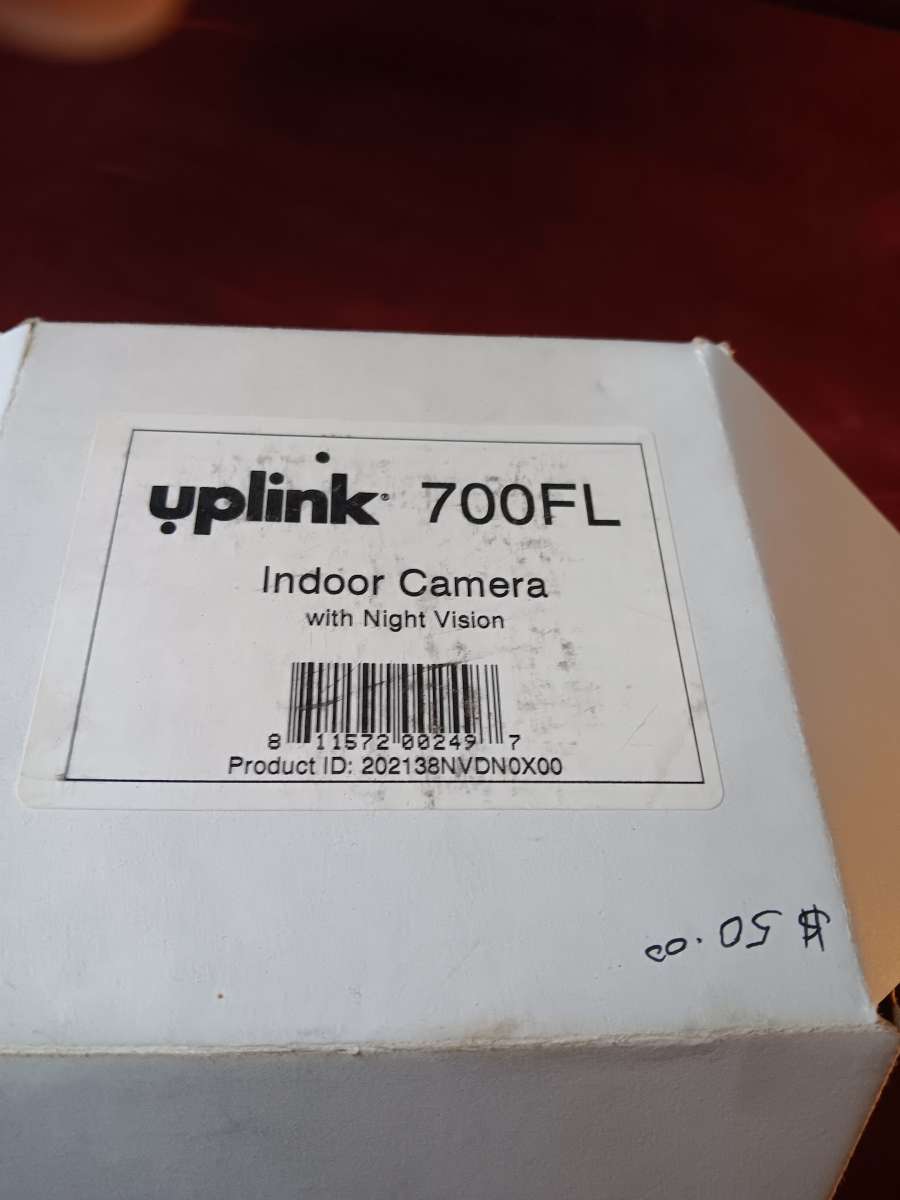 uplink® 700FL
Indoor Camera
with Night Vision
8 11572 00249 7
Product ID: 202138NVDN0X00
$ 50.00